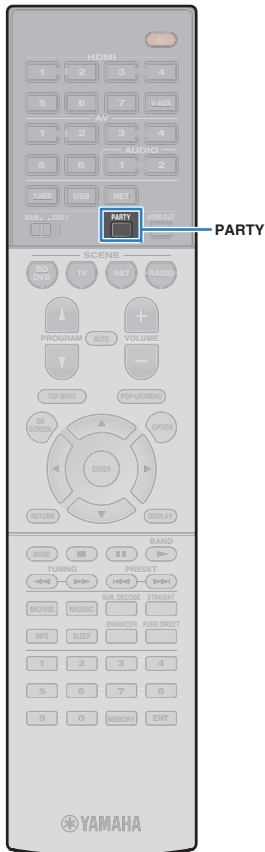 HDMI
1 2 3 4
5 6 7 V-AUX
AV
1 2 3 4
AUDIO
5 6 1 2
TUNER USB NET
MAIN ZONE 2 PARTY HDMI OUT
PARTY
SCENE
BD DVD TV NET RADIO
PROGRAM MUTE VOLUME
TOP MENU POP-UP/MENU
ON SCREEN OPTION
ENTER
RETURN DISPLAY
BAND
MODE
TUNING PRESET
SUR. DECODE STRAIGHT
MOVIE MUSIC
ENHANCER PURE DIRECT
INFO SLEEP
1 2 3 4
5 6 7 8
9 0 MEMORY ENT
YAMAHA